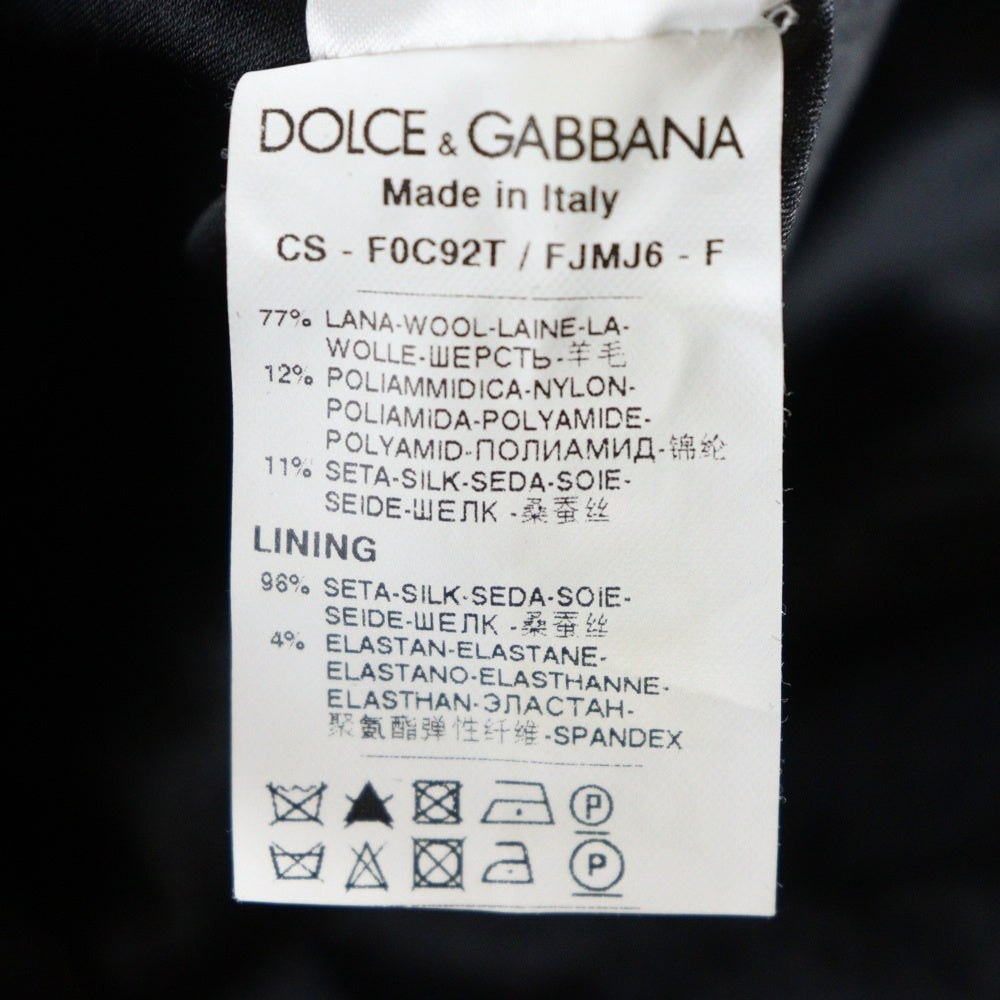 DOLCE & GABBANA
Made in Italy
CS - F0C92T / FJMJ6 - F
77% LANA-WOOL-LAINE-LA-
WOLLE-ШЕРСТЬ-羊毛
12% POLIAMMIDICA-NYLON-
POLIAMIDA-POLYAMIDE-
POLYAMID-ПОЛИАМИД-锦纶
11% SETA-SILK-SEDA-SOIE-
SEIDE-ШЕЛК -桑蚕丝
LINING
96% SETA-SILK-SEDA-SOIE-
SEIDE-ШЕЛК -桑蚕丝
4% ELASTAN-ELASTANE-
ELASTANO-ELASTHANNE-
ELASTHAN-ЭЛАСТАН-
聚氨酯弹性纤维-SPANDEX
P
P